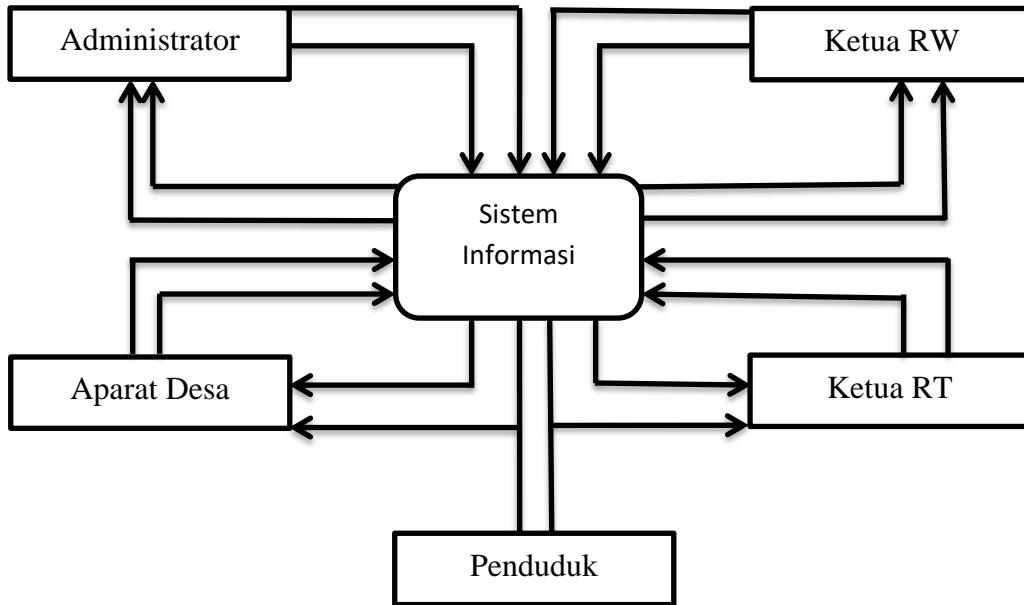 Administrator
Ketua RW
Sistem
Informasi
Aparat Desa
Ketua RT
Penduduk